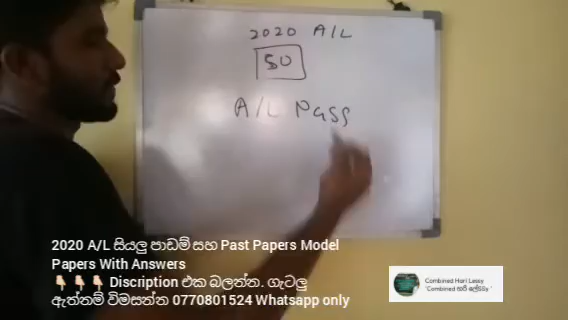 2020 A/L
50
A/L Pass
2020 A/L සියලු පාඩම් සහ Past Papers Model
Papers With Answers
👇🏻👇🏻👇🏻 Discription එක බලන්න. ගැටලු
ඇත්නම් විමසන්න 0770801524 Whatsapp only
Combined Hari Lessy
"Combined හරි ලේසිy "